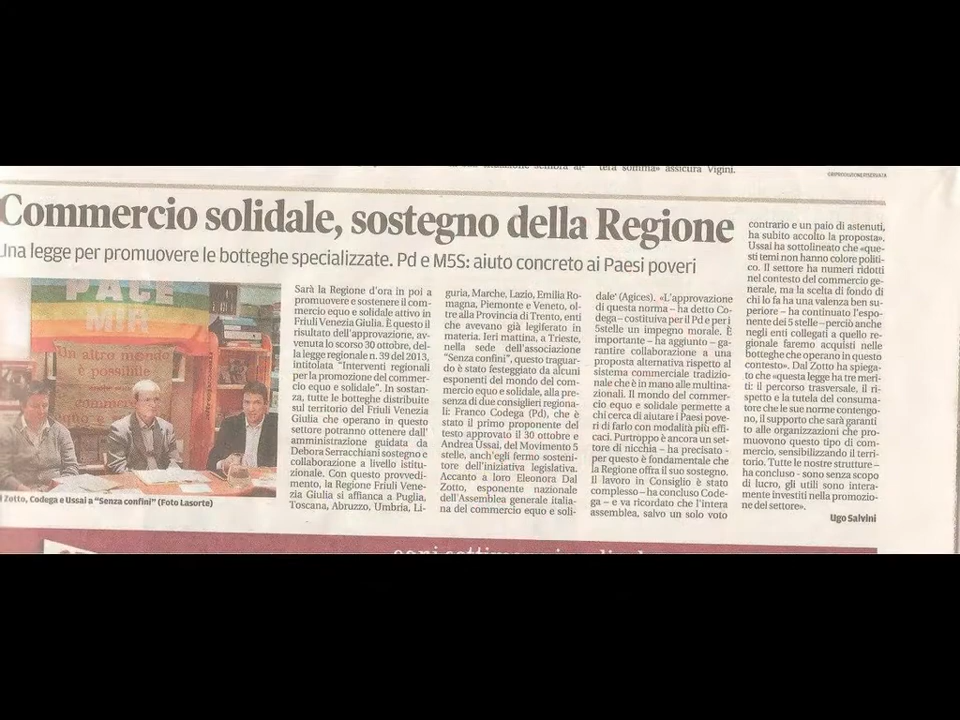 tera somma» assicura Vigini.
©RIPRODUZIONE RISERVATA
Commercio solidale, sostegno della Regione
Una legge per promuovere le botteghe specializzate. Pd e M5S: aiuto concreto ai Paesi poveri
PACE
MIR
Un altro mondo
è possibile
Zotto, Codega e Ussai a "Senza confini" (Foto Lasorte)
Sarà la Regione d'ora in poi a
promuovere e sostenere il com-
mercio equo e solidale attivo in
Friuli Venezia Giulia. È questo il
risultato dell'approvazione, av-
venuta lo scorso 30 ottobre, del-
la legge regionale n. 39 del 2013,
intitolata "Interventi regionali
per la promozione del commer-
cio equo e solidale". In sostan-
za, tutte le botteghe distribuite
sul territorio del Friuli Venezia
Giulia che operano in questo
settore potranno ottenere dall'
amministrazione guidata da
Debora Serracchiani sostegno e
collaborazione a livello istitu-
zionale. Con questo provvedi-
mento, la Regione Friuli Vene-
zia Giulia si affianca a Puglia,
Toscana, Abruzzo, Umbria, Li-
guria, Marche, Lazio, Emilia Ro-
magna, Piemonte e Veneto, ol-
tre alla Provincia di Trento, enti
che avevano già legiferato in
materia. Ieri mattina, a Trieste,
nella sede dell'associazione
"Senza confini", questo traguar-
do è stato festeggiato da alcuni
esponenti del mondo del com-
mercio equo e solidale, alla pre-
senza di due consiglieri regiona-
li: Franco Codega (Pd), che è
stato il primo proponente del
testo approvato il 30 ottobre e
Andrea Ussai, del Movimento 5
stelle, anch'egli fermo sosteni-
tore dell'iniziativa legislativa.
Accanto a loro Eleonora Dal
Zotto, esponente nazionale
dell'Assemblea generale italia-
na del commercio equo e soli-
dale' (Agices). «L'approvazione
di questa norma – ha detto Co-
dega – costituiva per il Pd e per i
5stelle un impegno morale. È
importante – ha aggiunto – ga-
rantire collaborazione a una
proposta alternativa rispetto al
sistema commerciale tradizio-
nale che è in mano alle multina-
zionali. Il mondo del commer-
cio equo e solidale permette a
chi cerca di aiutare i Paesi pove-
ri di farlo con modalità più effi-
caci. Purtroppo è ancora un set-
tore di nicchia – ha precisato -
per questo è fondamentale che
la Regione offra il suo sostegno.
Il lavoro in Consiglio è stato
complesso – ha concluso Code-
ga - e va ricordato che l'intera
assemblea, salvo un solo voto
contrario e un paio di astenuti,
ha subito accolto la proposta».
Ussai ha sottolineato che «que-
sti temi non hanno colore politi-
co. Il settore ha numeri ridotti
nel contesto del commercio ge-
nerale, ma la scelta di fondo di
chi lo fa ha una valenza ben su-
periore – ha continuato l'espo-
nente dei 5 stelle – perciò anche
negli enti collegati a quello re-
gionale faremo acquisti nelle
botteghe che operano in questo
contesto». Dal Zotto ha spiega-
to che «questa legge ha tre meri-
ti: il percorso trasversale, il ri-
spetto e la tutela del consuma-
tore che le sue norme contengo-
no, il supporto che sarà garanti-
to alle organizzazioni che pro-
muovono questo tipo di com-
mercio, sensibilizzando il terri-
torio. Tutte le nostre strutture –
ha concluso - sono senza scopo
di lucro, gli utili sono intera-
mente investiti nella promozio-
ne del settore».
Ugo Salvini